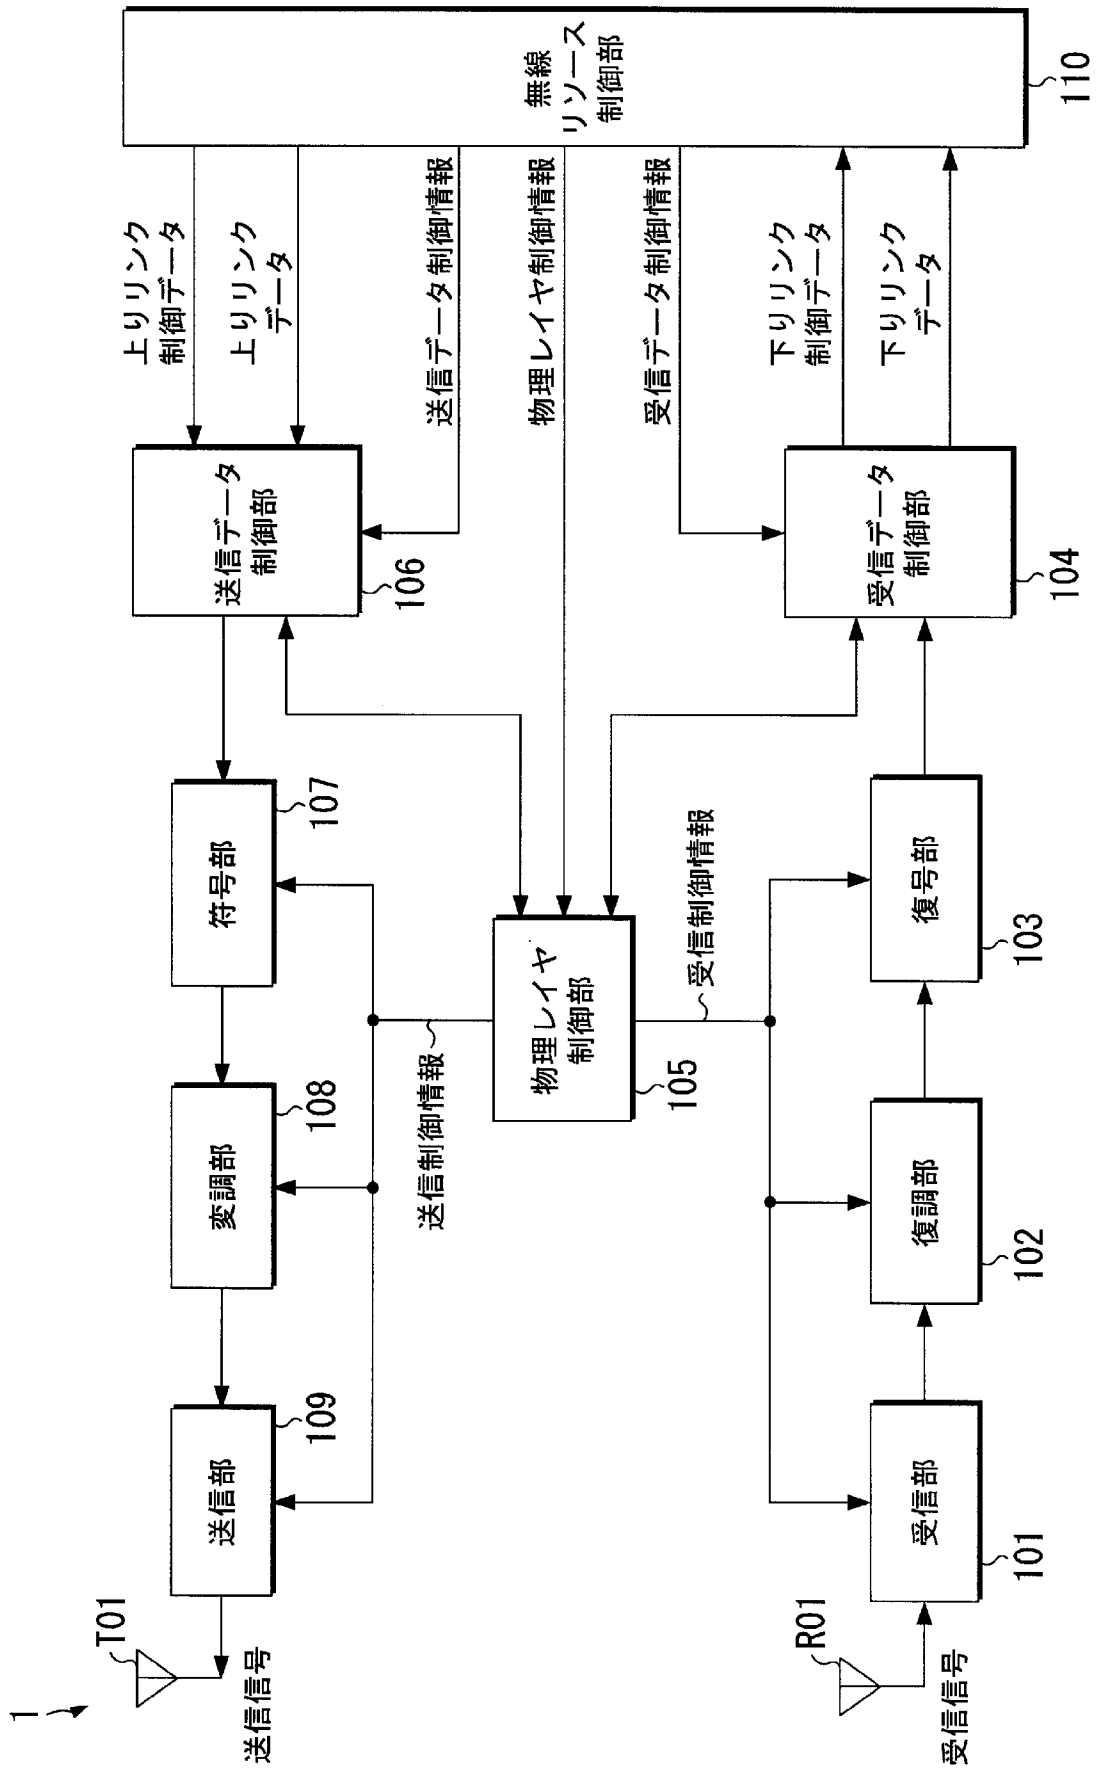 1
T01
送信信号
送信部
109
変調部
108
符号部
107
送信データ
制御部
106
上りリンク
制御データ
上りリンク
データ
送信データ制御情報
物理レイヤ制御情報
受信データ制御情報
下りリンク
制御データ
下りリンク
データ
無線
リソース
制御部
110
送信制御情報
物理レイヤ
制御部
105
受信制御情報
R01
受信信号
受信部
101
復調部
102
復号部
103
受信データ
制御部
104